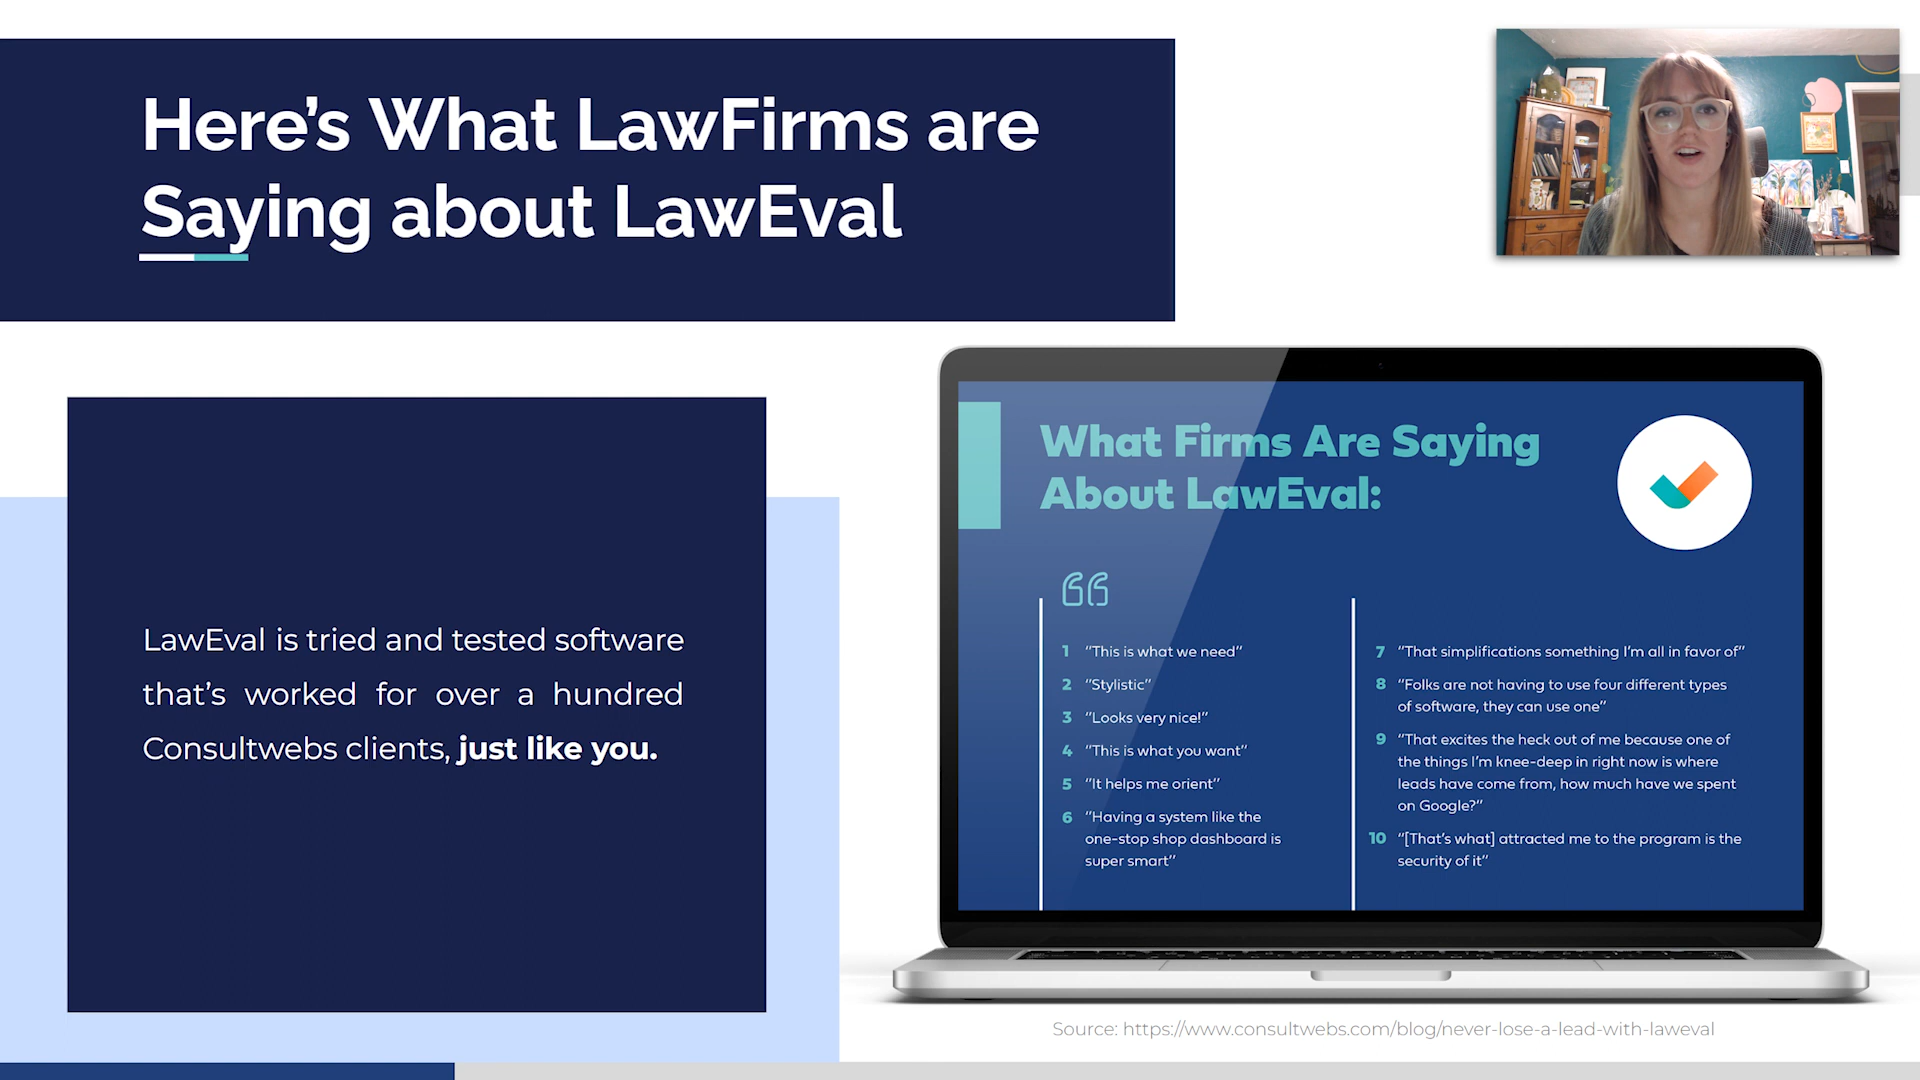 Here's What LawFirms are
Saying about LawEval
LawEval is tried and tested software
that's worked for over a hundred
Consultwebs clients, just like you.
What Firms Are Saying
About LawEval:
1 "This is what we need"
2 "Stylistic"
3 "Looks very nice!"
4 "This is what you want"
5 "It helps me orient"
6 "Having a system like the
one-stop shop dashboard is
super smart"
7 "That simplifications something I'm all in favor of"
8 "Folks are not having to use four different types
of software, they can use one"
9 "That excites the heck out of me because one of
the things I'm knee-deep in right now is where
leads have come from, how much have we spent
on Google?"
10 "[That's what] attracted me to the program is the
security of it"
Source: https://www.consultwebs.com/blog/never-lose-a-lead-with-laweval